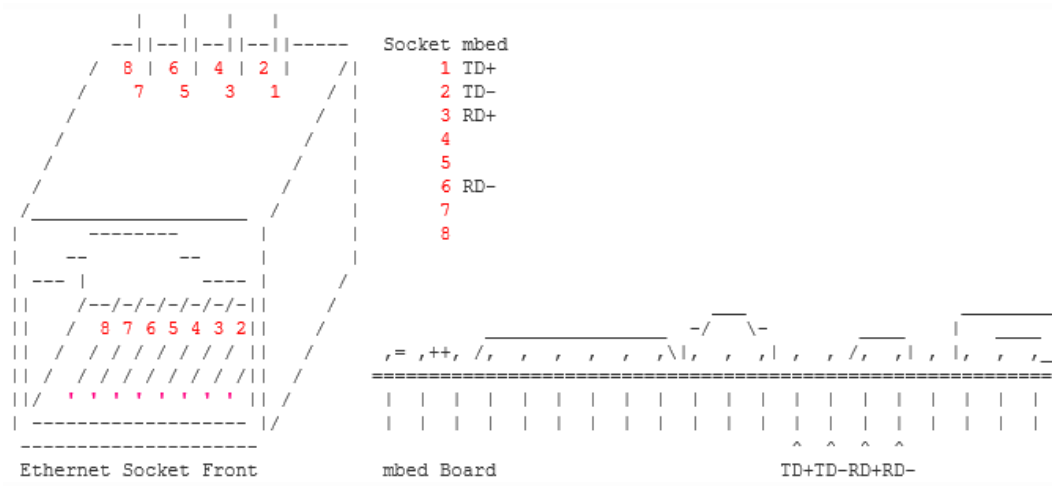 Socket mbed
8 6 4 2
1 TD+
7 5 3 1
2 TD-
3 RD+
4
5
6 RD-
7
8
8 7 6 5 4 3 2
Ethernet Socket Front
mbed Board
TD+TD-RD+RD-